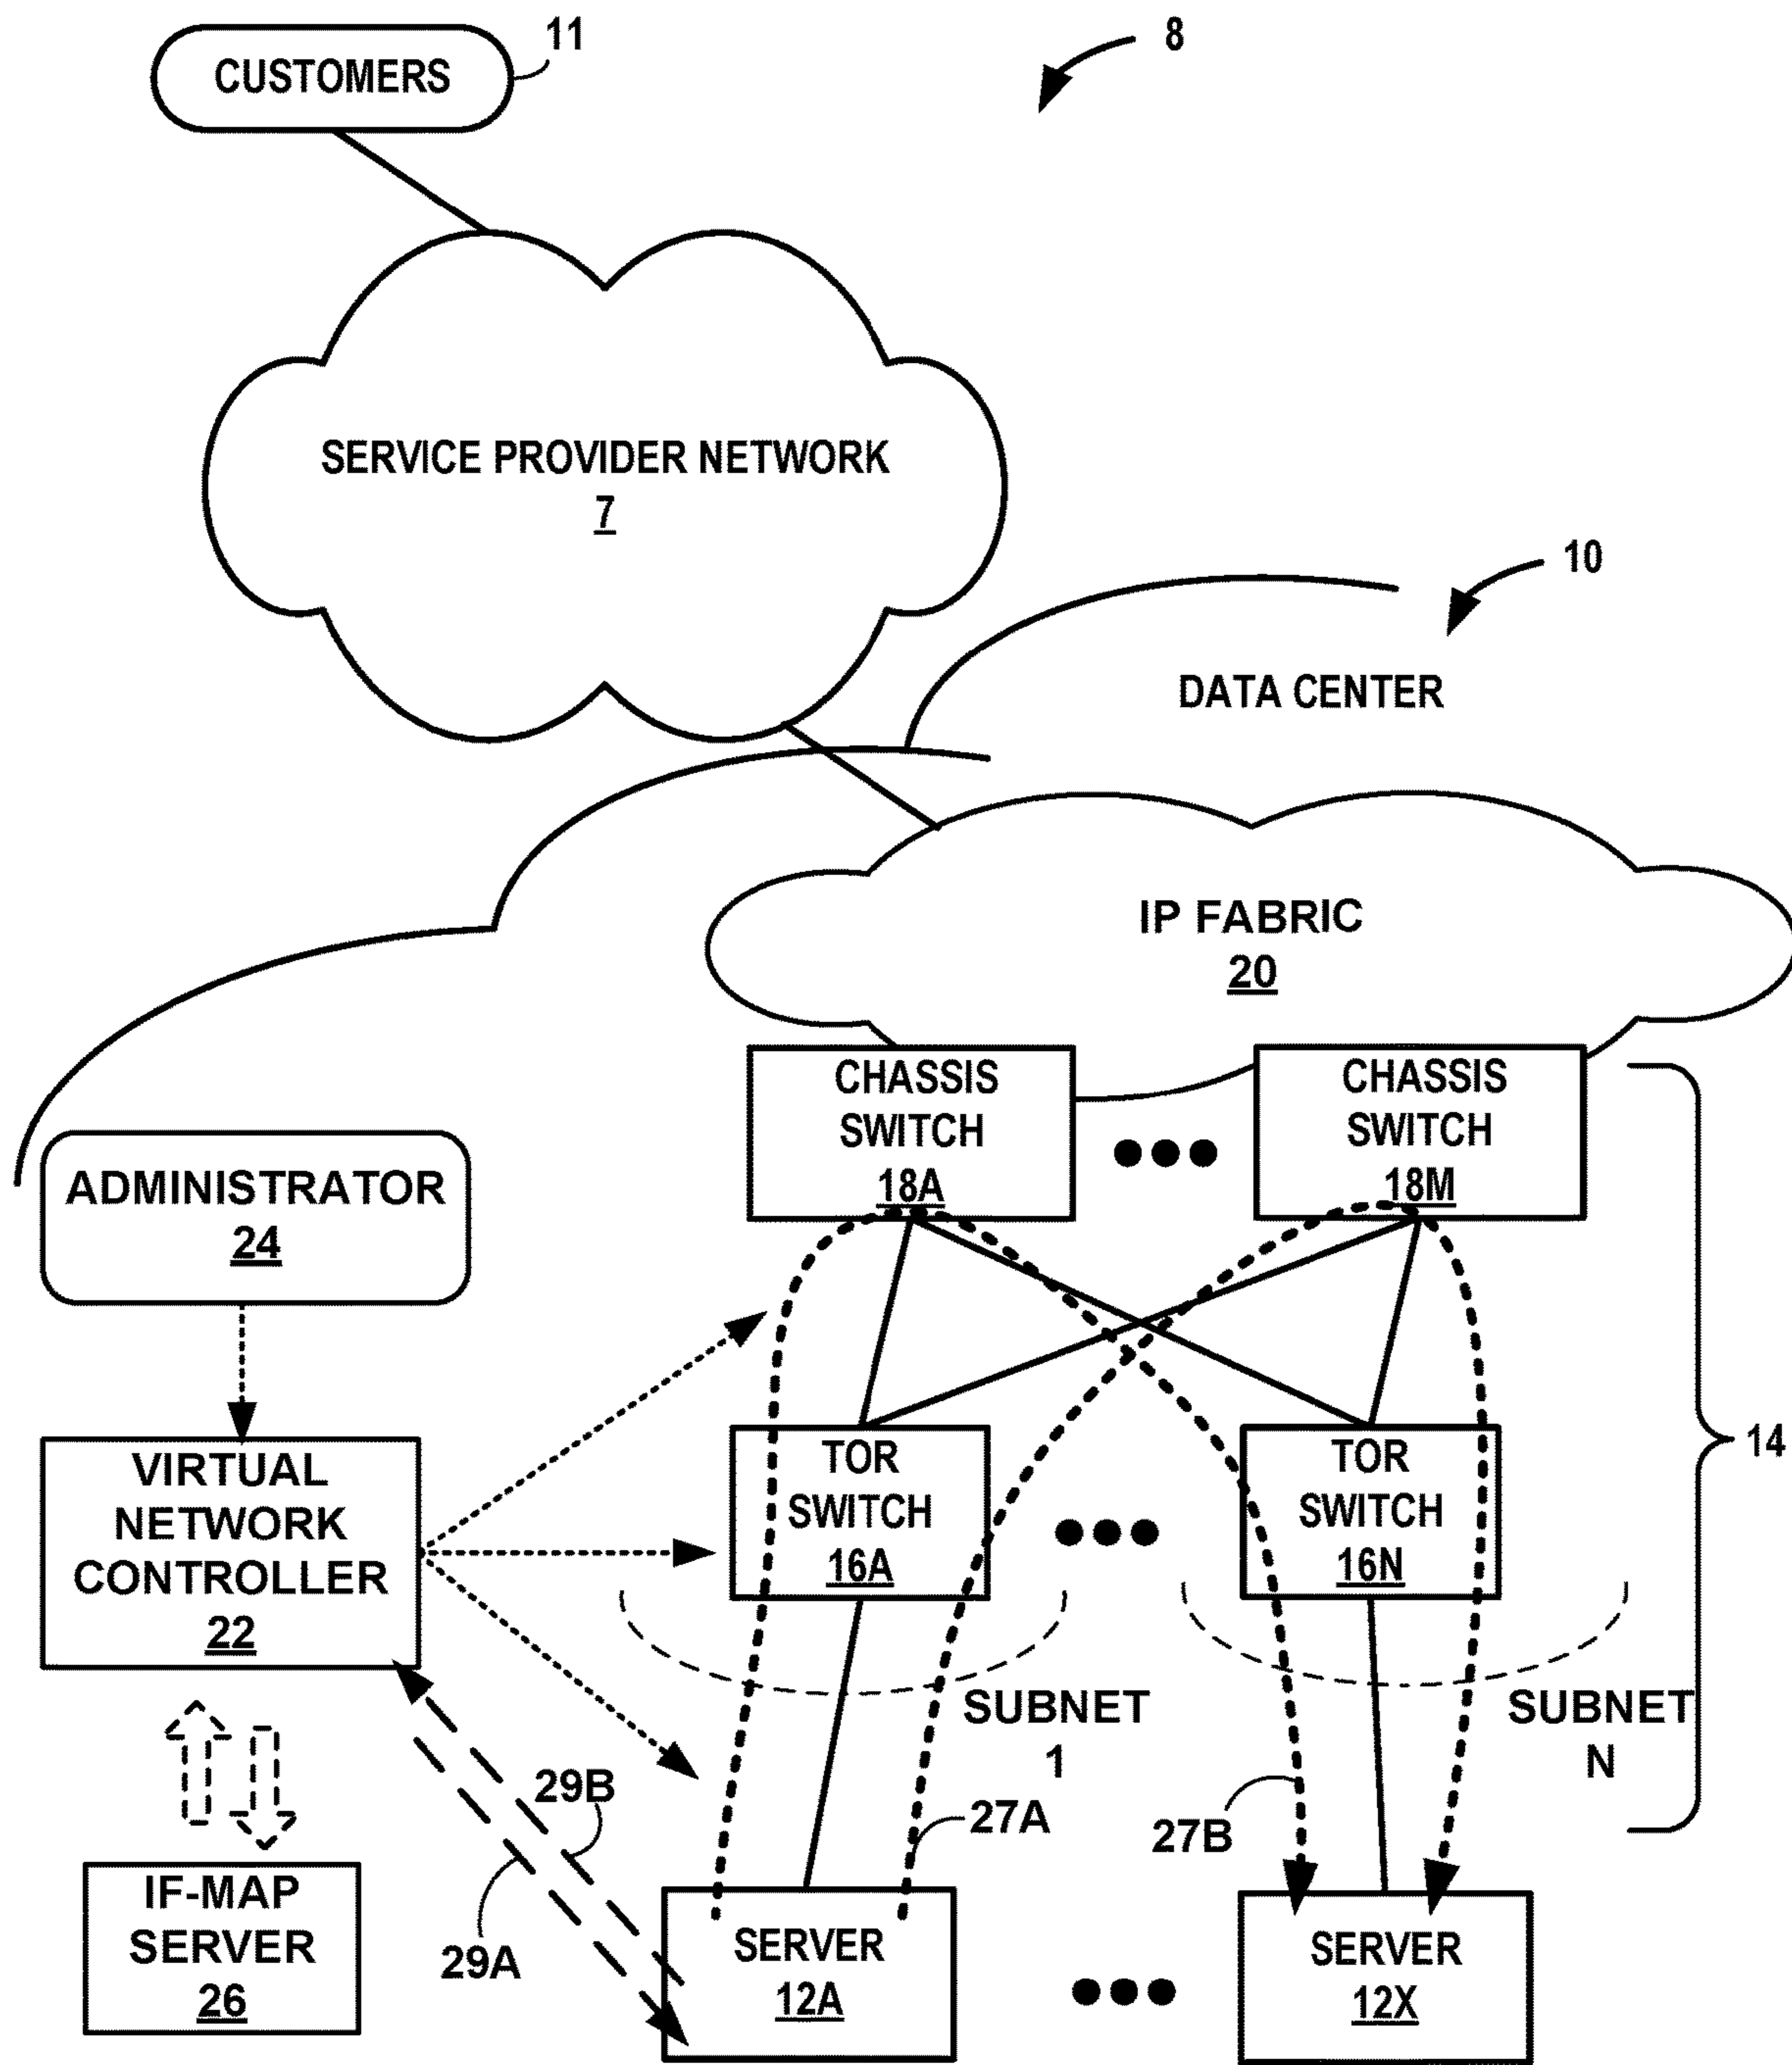 11
8
CUSTOMERS
SERVICE PROVIDER NETWORK
7
10
DATA CENTER
IP FABRIC
20
CHASSIS
SWITCH
18A
CHASSIS
SWITCH
18M
ADMINISTRATOR
24
VIRTUAL
NETWORK
CONTROLLER
22
TOR
SWITCH
16A
TOR
SWITCH
16N
14
SUBNET
1
SUBNET
N
29B
27A
27B
IF-MAP
SERVER
26
29A
SERVER
12A
SERVER
12X